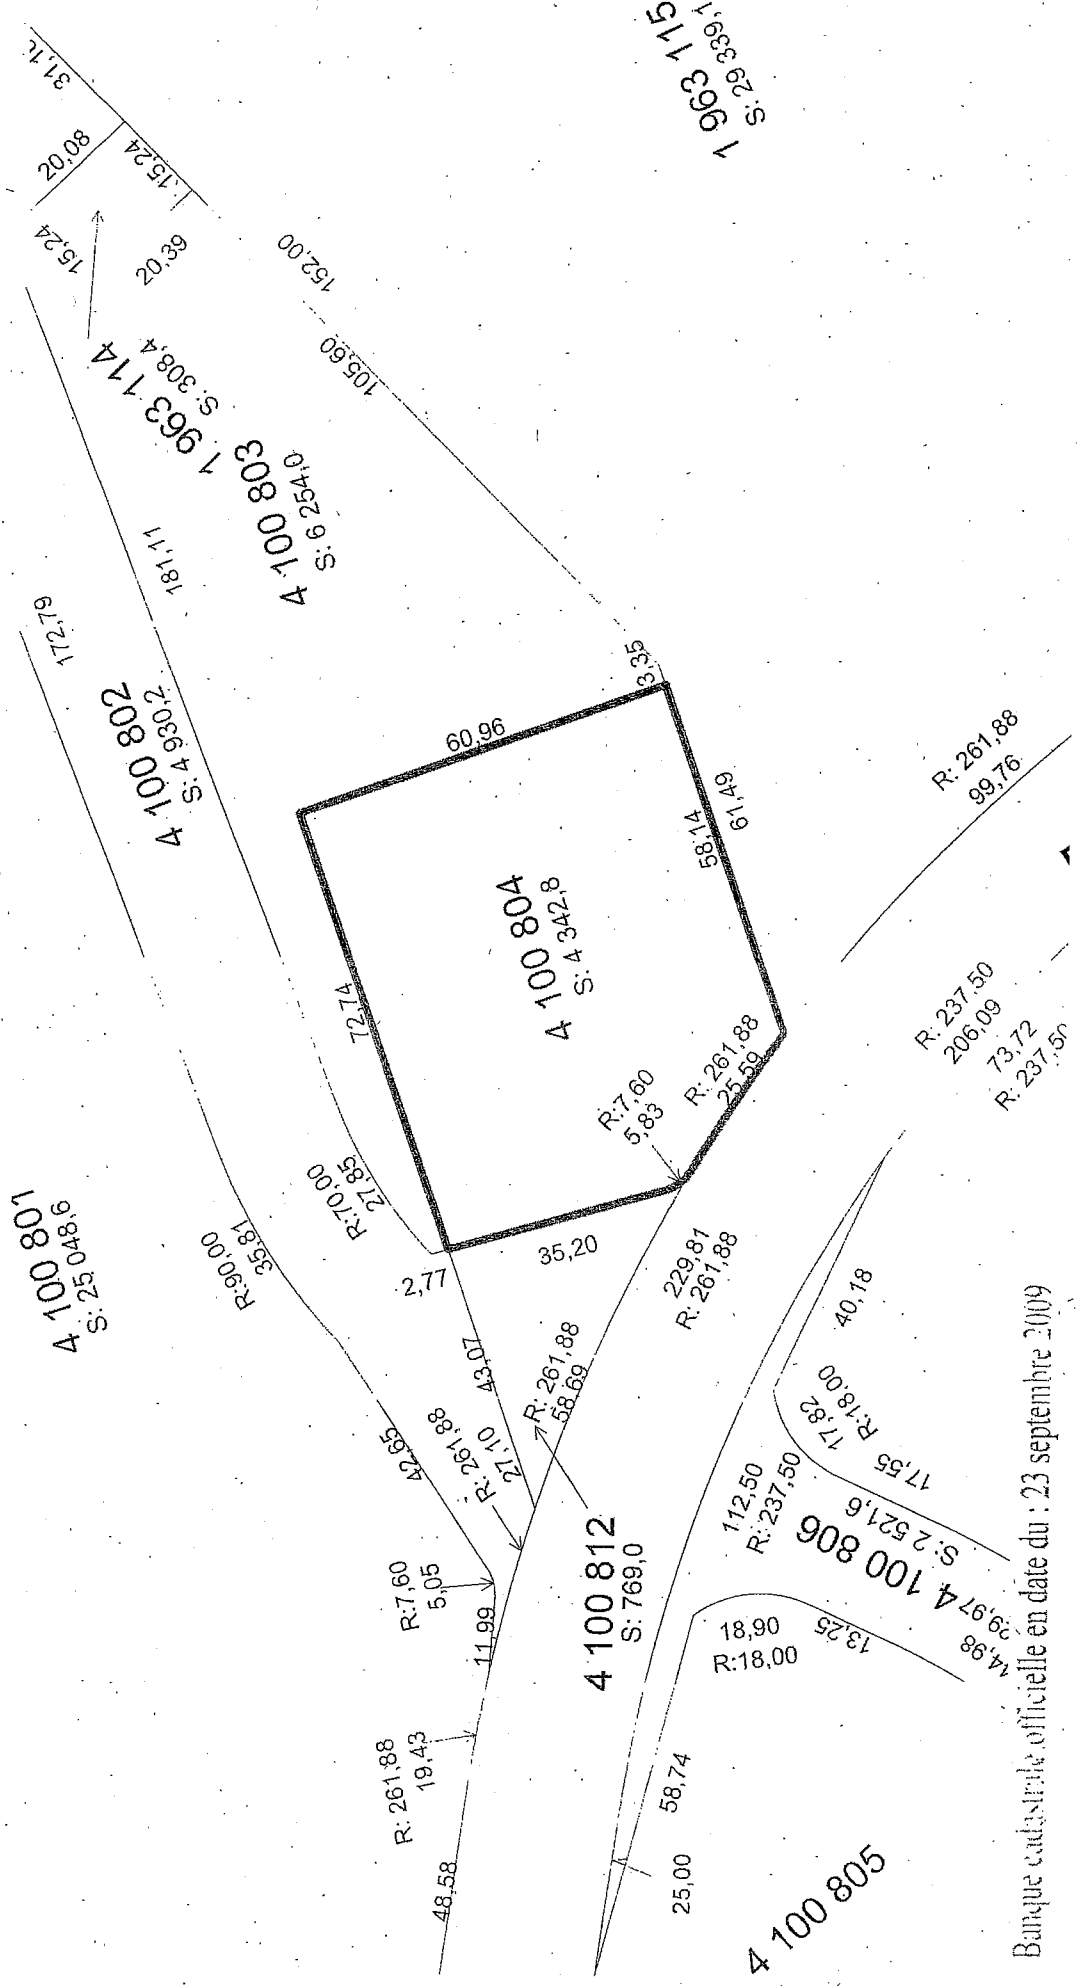 31,1
20,08
15,24
15,24
20,39
152,00
105,60
1 963 115
S: 29 339,1
1 963 114
S: 308,4
4 100 803
S: 6 254,0
172,79
181,11
4 100 802
S: 4 930,2
60,96
3,35
58,14
61,49
R: 261,88
99,76
4 100 804
S: 4 342,8
72,74
R:7,60
5,83
R: 261,88
25,59
R: 237,50
206,09
73,72
R: 237,50
4 100 801
S: 25 048,6
R:90,00
35,81
R:70,00
27,85
2,77
35,20
229,81
R: 261,88
43,07
R: 261,88
58,69
R: 261,88
27,10
42,65
R:7,60
5,05
11,99
40,18
17,82
R:18,00
17,55
112,50
R: 237,50
4 100 806
S: 2 521,6
29,97
14,98
4 100 812
S: 769,0
18,90
R:18,00
13,25
R: 261,88
19,43
48,58
58,74
25,00
4 100 805
Banque cadastrale officielle en date du : 23 septembre 2009